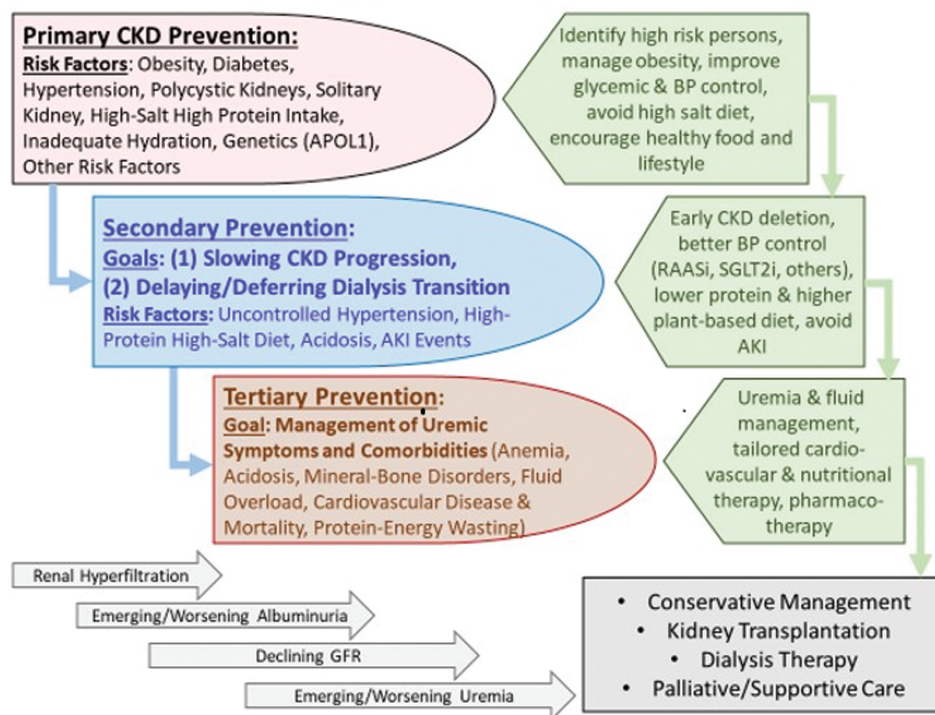 Primary CKD Prevention:
Risk Factors: Obesity, Diabetes,
Hypertension, Polycystic Kidneys, Solitary
Kidney, High-Salt High Protein Intake,
Inadequate Hydration, Genetics (APOL1),
Other Risk Factors
Identify high risk persons,
manage obesity, improve
glycemic & BP control,
avoid high salt diet,
encourage healthy food and
lifestyle
Secondary Prevention:
Goals: (1) Slowing CKD Progression,
(2) Delaying/Deferring Dialysis Transition
Risk Factors: Uncontrolled Hypertension, High-
Protein High-Salt Diet, Acidosis, AKI Events
Early CKD deletion,
better BP control
(RAASi, SGLT2i, others),
lower protein & higher
plant-based diet, avoid
AKI
Tertiary Prevention:
Goal: Management of Uremic
Symptoms and Comorbidities (Anemia,
Acidosis, Mineral-Bone Disorders, Fluid
Overload, Cardiovascular Disease &
Mortality, Protein-Energy Wasting)
Uremia & fluid
management,
tailored cardio-
vascular &
nutritional
therapy, pharmaco-
therapy
Renal Hyperfiltration
Emerging/Worsening Albuminuria
Declining GFR
Emerging/Worsening Uremia
• Conservative Management
• Kidney Transplantation
• Dialysis Therapy
• Palliative/Supportive Care